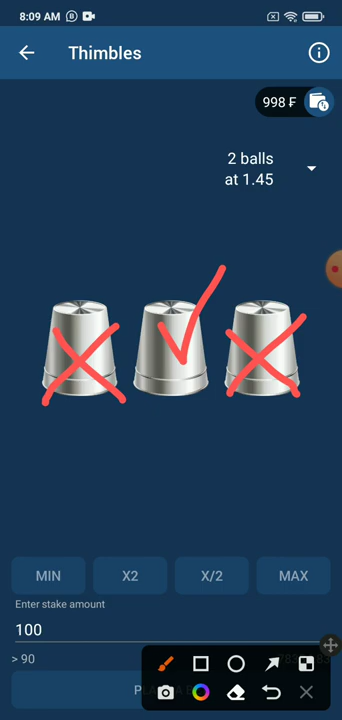 8:09 AM
Thimbles
998 ₣
2 balls
at 1.45
MIN
X2
X/2
MAX
Enter stake amount
100
> 90